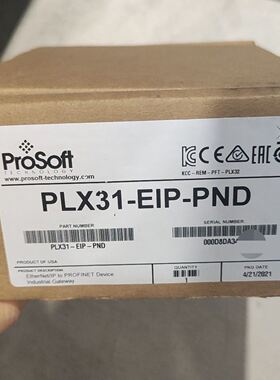 ProSoft
TECHNOLOGY
www.prosoft-technology.com
KCC - REM - PFT - PLX32
PLX31-EIP-PND
PART NUMBER
SERIAL NUMBER
PLX31-EIP-PND
000D8DA34
PRODUCT OF USA
PRODUCT DESCRIPTION
QUANTITY
DATE
EtherNet/IP to PROFINET Device
Industrial Gateway
1
4/21/2021